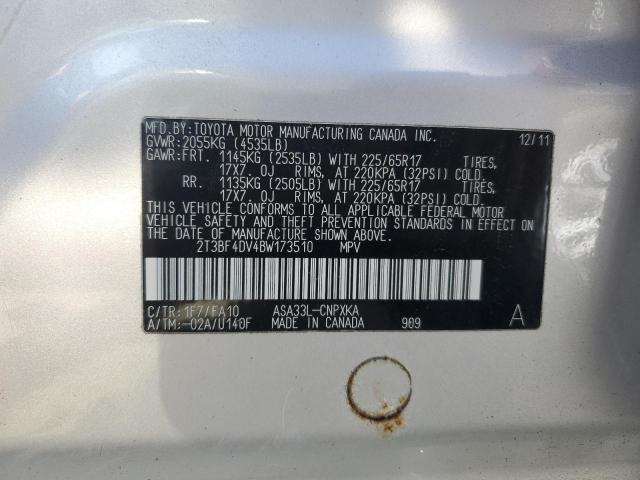 MFD.BY:TOYOTA MOTOR MANUFACTURING CANADA INC. 12/11
GVWR:2055KG (4535LB)
GAWR:FRT. 1145KG (2535LB) WITH 225/65R17 TIRES,
17X7.0J RIMS, AT 220KPA (32PSI) COLD.
RR. 1135KG (2505LB) WITH 225/65R17 TIRES,
17X7.0J RIMS, AT 220KPA (32PSI) COLD.
THIS VEHICLE CONFORMS TO ALL APPLICABLE FEDERAL MOTOR
VEHICLE SAFETY AND THEFT PREVENTION STANDARDS IN EFFECT ON
THE DATE OF MANUFACTURE SHOWN ABOVE.
2T3BF4DV4BW173510 MPV
C/TR:1F7/FA10 ASA33L-CNPXKA
A/TM:-02A/U140F MADE IN CANADA 909 A